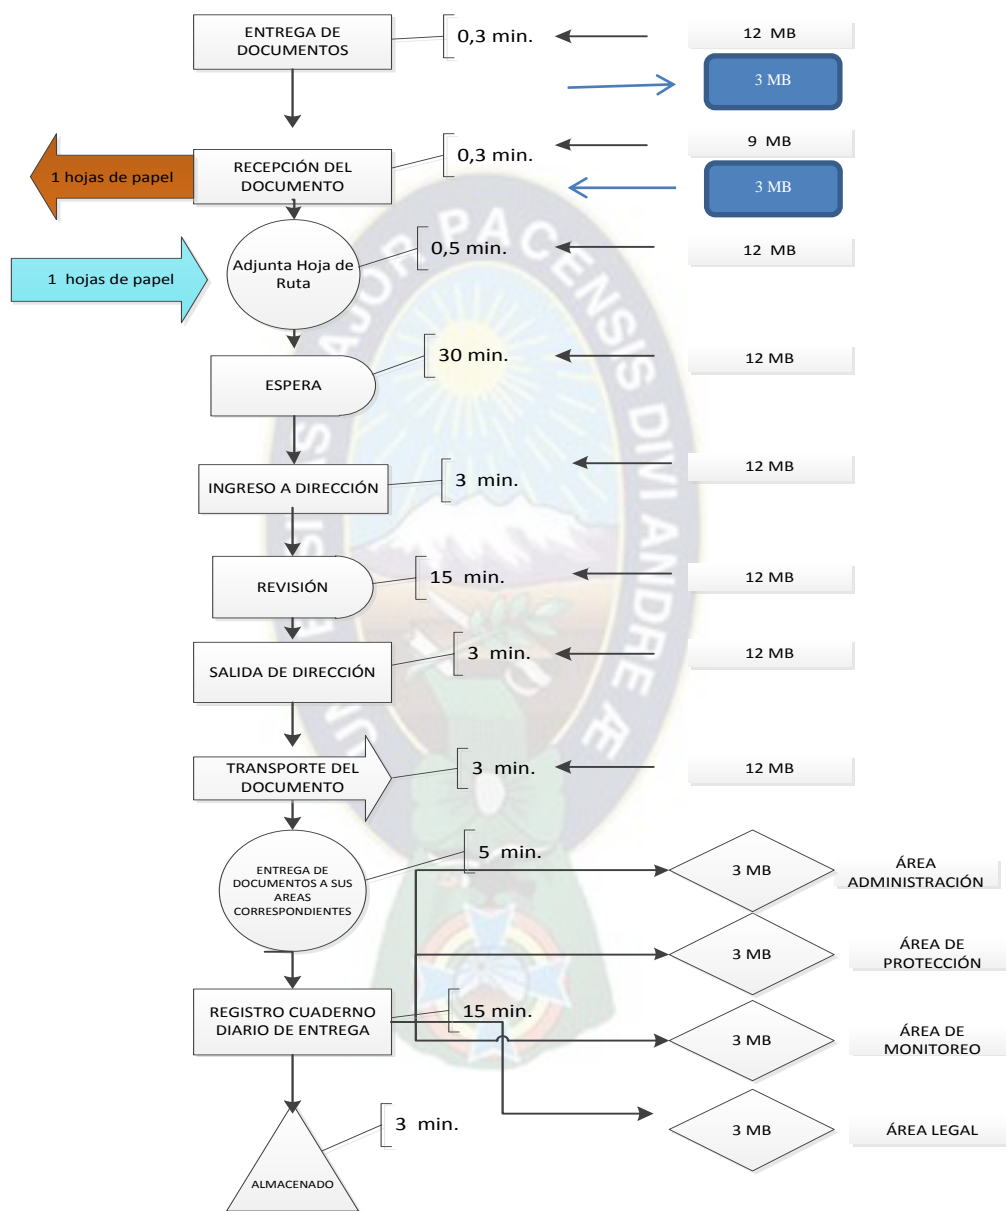 ENTREGA DE
DOCUMENTOS
0,3 min.
12 MB
3 MB
RECEPCIÓN DEL
DOCUMENTO
0,3 min.
9 MB
3 MB
1 hojas de papel
Adjunta Hoja de
Ruta
0,5 min.
12 MB
1 hojas de papel
ESPERA
30 min.
12 MB
INGRESO A DIRECCIÓN
3 min.
12 MB
REVISIÓN
15 min.
12 MB
SALIDA DE DIRECCIÓN
3 min.
12 MB
TRANSPORTE DEL
DOCUMENTO
3 min.
12 MB
ENTREGA DE
DOCUMENTOS A SUS
AREAS
CORRESPONDIENTES
5 min.
3 MB
ÁREA
ADMINISTRACIÓN
3 MB
ÁREA DE
PROTECCIÓN
REGISTRO CUADERNO
DIARIO DE ENTREGA
15 min.
3 MB
ÁREA DE
MONITOREO
3 MB
ÁREA LEGAL
ALMACENADO
3 min.
AJOR PACENSIS DIVI ANDRE Æ